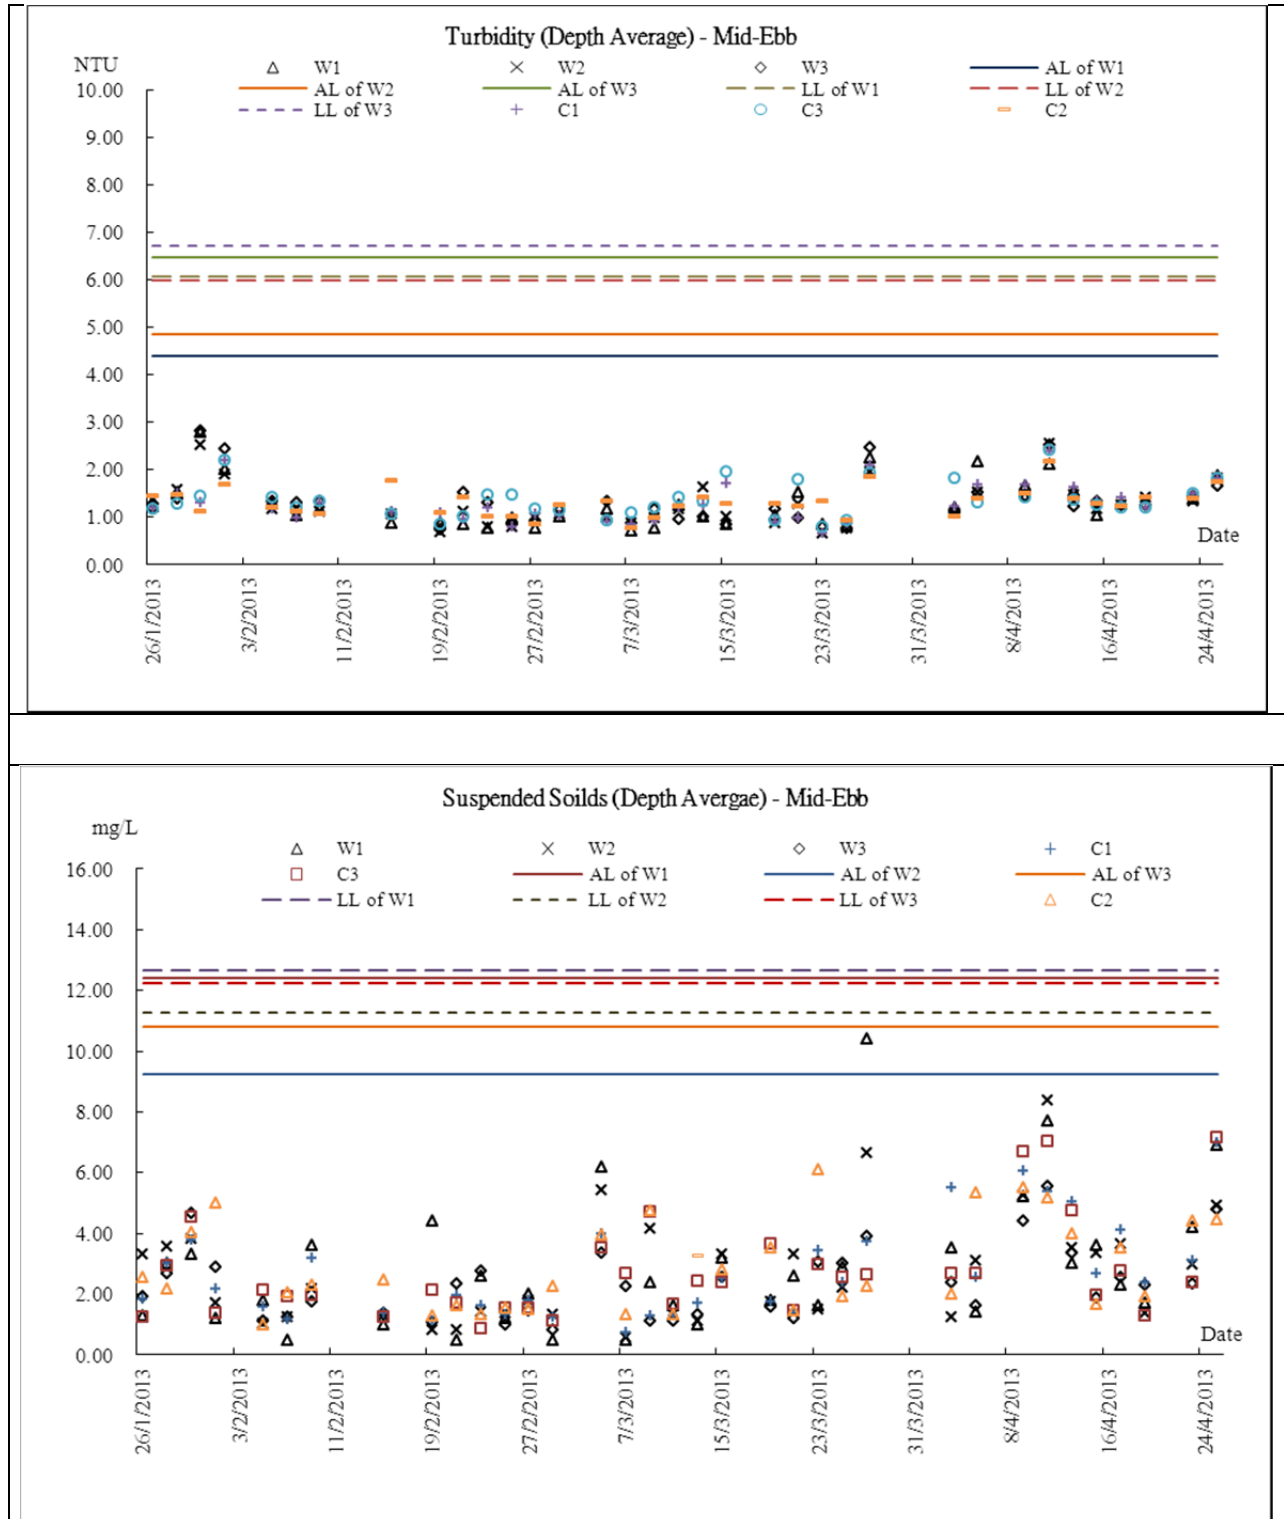 Turbidity (Depth Average) - Mid-Ebb
NTU
W1 W2 W3 AL of W1
AL of W2 AL of W3 LL of W1 LL of W2
LL of W3 C1 C3 C2
10.00
9.00
8.00
7.00
6.00
5.00
4.00
3.00
2.00
1.00
0.00
Date
26/1/2013 3/2/2013 11/2/2013 19/2/2013 27/2/2013 7/3/2013 15/3/2013 23/3/2013 31/3/2013 8/4/2013 16/4/2013 24/4/2013
Suspended Soilds (Depth Avergae) - Mid-Ebb
mg/L
W1 W2 W3 C1
C3 AL of W1 AL of W2 AL of W3
LL of W1 LL of W2 LL of W3 C2
16.00
14.00
12.00
10.00
8.00
6.00
4.00
2.00
0.00
Date
26/1/2013 3/2/2013 11/2/2013 19/2/2013 27/2/2013 7/3/2013 15/3/2013 23/3/2013 31/3/2013 8/4/2013 16/4/2013 24/4/2013